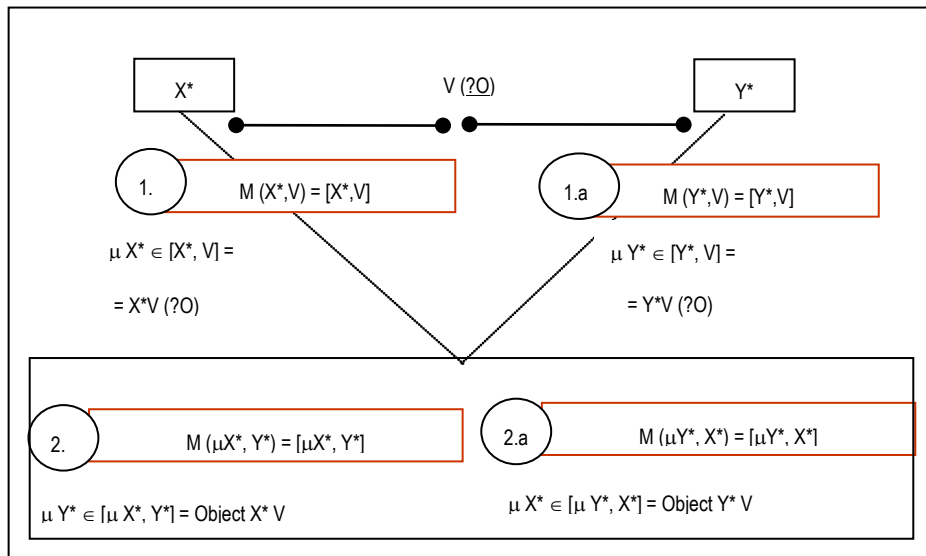 X*
V (?O)
Y*
1.
M (X*,V) = [X*,V]
1.a
M (Y*,V) = [Y*,V]
μ X* ∈ [X*, V] =
= X*V (?O)
μ Y* ∈ [Y*, V] =
= Y*V (?O)
2.
M (μX*, Y*) = [μX*, Y*]
2.a
M (μY*, X*) = [μY*, X*]
μ Y* ∈ [μ X*, Y*] = Object X* V
μ X* ∈ [μ Y*, X*] = Object Y* V